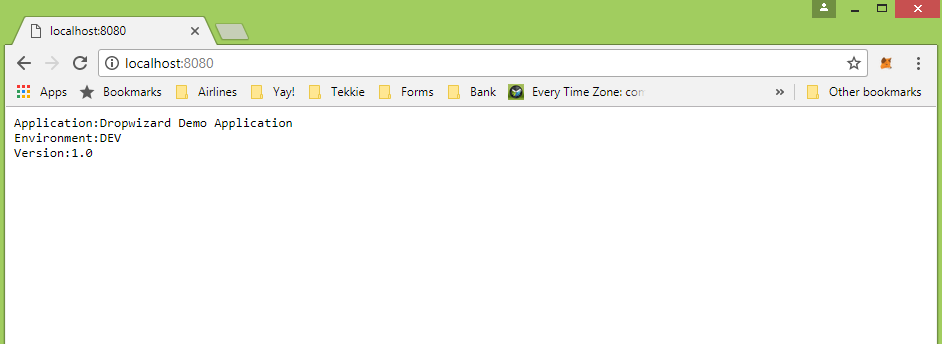 localhost:8080
localhost:8080
Apps Bookmarks Airlines Yay! Tekkie Forms Bank Every Time Zone: con » Other bookmarks
Application:Dropwizard Demo Application
Environment:DEV
Version:1.0